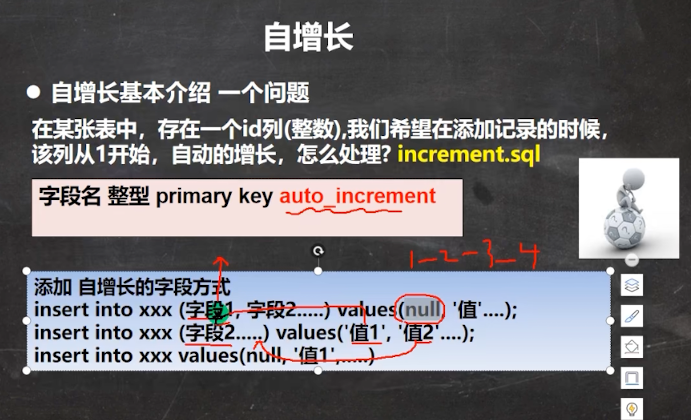 自增长
● 自增长基本介绍 一个问题
在某张表中，存在一个id列(整数),我们希望在添加记录的时候，
该列从1开始，自动的增长，怎么处理? increment.sql
字段名 整型 primary key auto_increment
1-2-3-4
添加 自增长的字段方式
insert into xxx (字段1, 字段2.....) values(null, '值'....);
insert into xxx (字段2.....) values('值1', '值2'....);
insert into xxx values(null, '值1',.....)